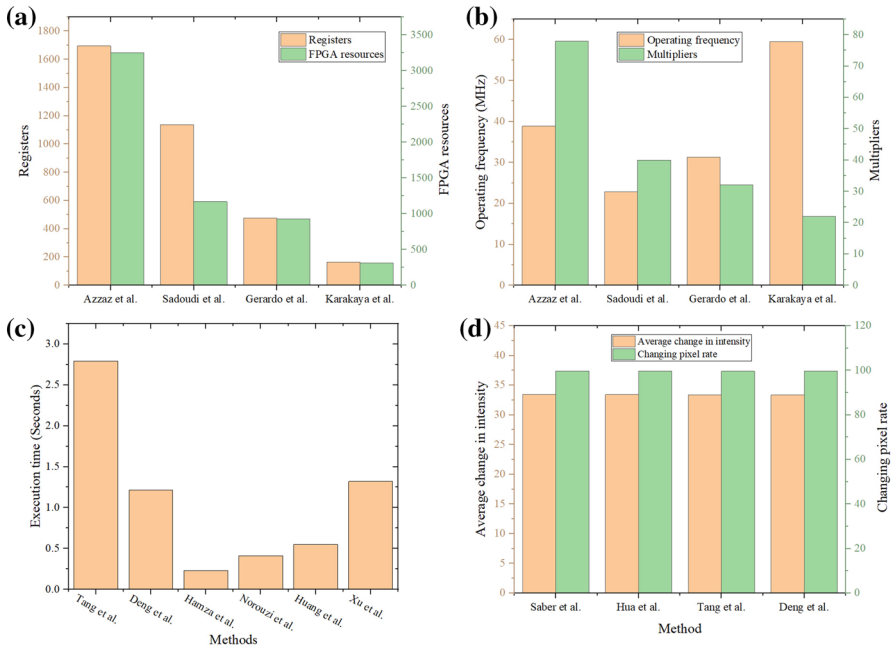 (a)
1800
1600
1400
1200
1000
800
600
400
200
0
Registers
Registers
FPGA resources
3500
3000
2500
2000
1500
1000
500
0
FPGA resources
Azzaz et al.
Sadoudi et al.
Gerardo et al.
Karakaya et al.
(b)
60
50
40
30
20
10
0
Operating frequency (MHz)
Operating frequency
Multipliers
80
70
60
50
40
30
20
10
0
Multipliers
Azzaz et al.
Sadoudi et al.
Gerardo et al.
Karakaya et al.
(c)
3.0
2.5
2.0
1.5
1.0
0.5
0.0
Execution time (Seconds)
Tang et al.
Deng et al.
Hamza et al.
Norouzi et al.
Huang et al.
Xu et al.
Methods
(d)
45
40
35
30
25
20
15
10
5
0
Average change in intensity
Average change in intensity
Changing pixel rate
120
100
80
60
40
20
0
Changing pixel rate
Saber et al.
Hua et al.
Tang et al.
Deng et al.
Method